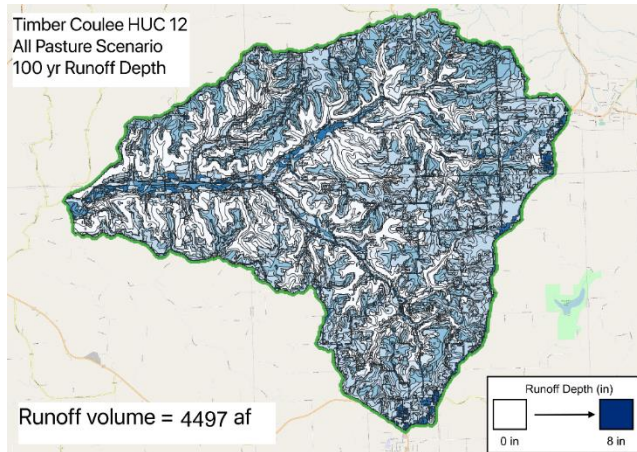 Timber Coulee HUC 12
All Pasture Scenario
100 yr Runoff Depth
Runoff volume = 4497 af
Runoff Depth (in)
0 in
8 in